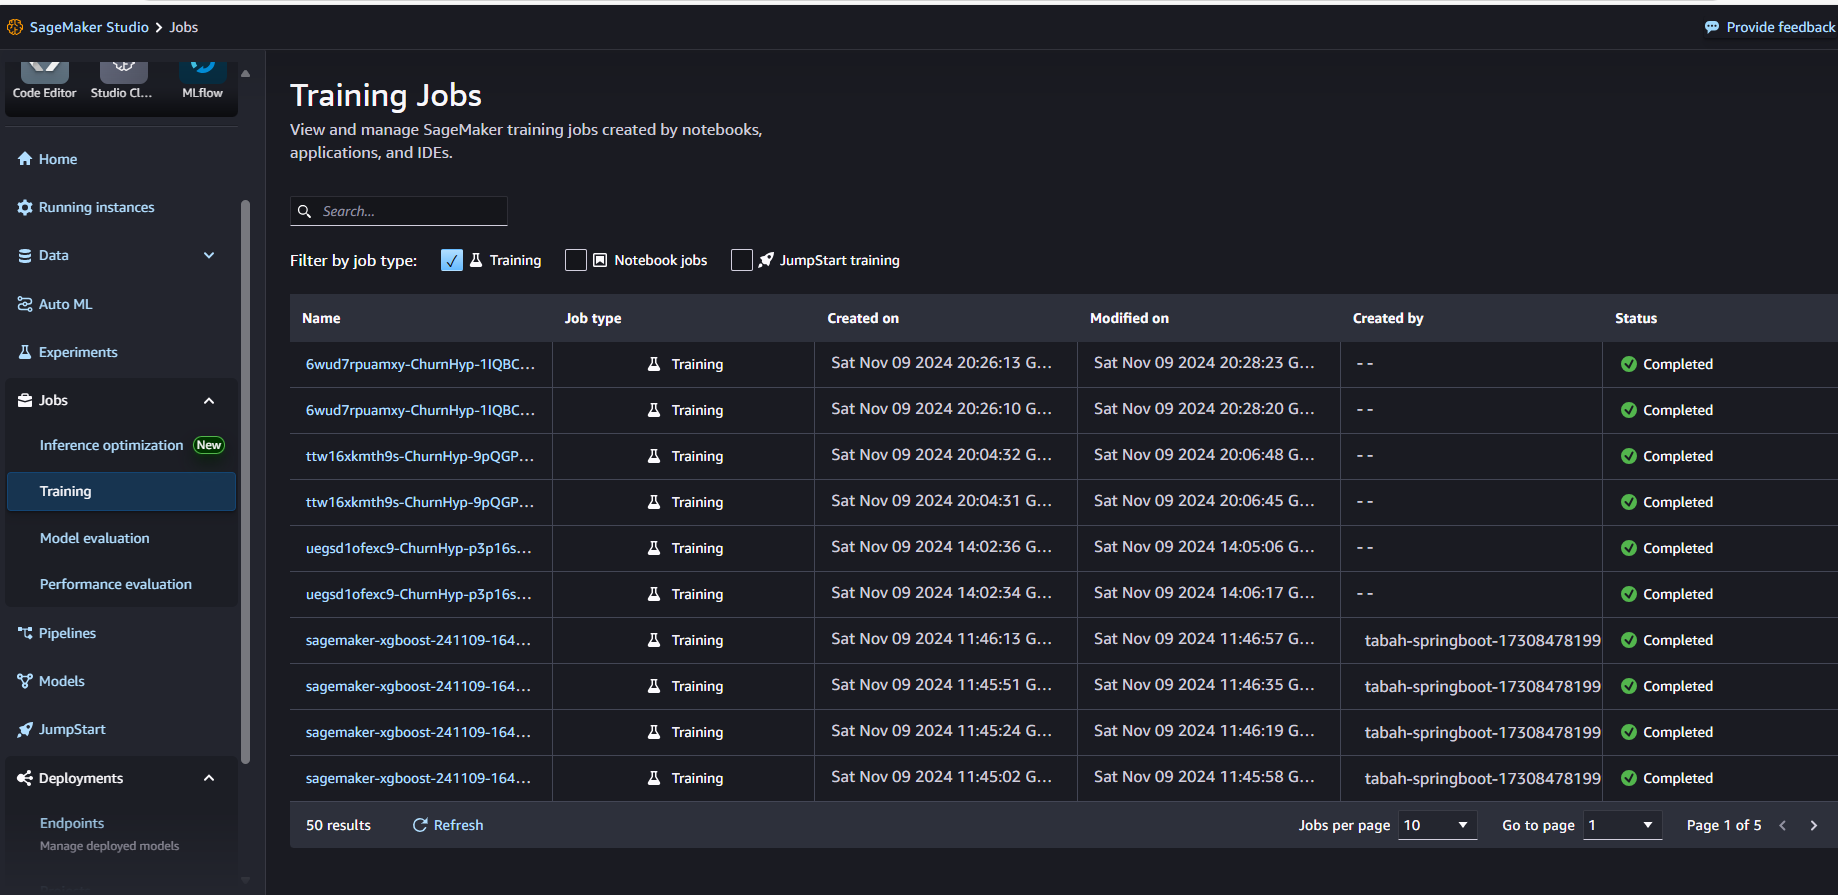 SageMaker Studio > Jobs
Provide feedback
Code Editor
Studio Cl...
MLflow
Home
Running instances
Data
Auto ML
Experiments
Jobs
Inference optimization New
Training
Model evaluation
Performance evaluation
Pipelines
Models
JumpStart
Deployments
Endpoints
Manage deployed models
Training Jobs
View and manage SageMaker training jobs created by notebooks,
applications, and IDEs.
Search...
Filter by job type: Training Notebook jobs JumpStart training
Name Job type Created on Modified on Created by Status
6wud7rpuamxy-ChurnHyp-1IQBC... Training Sat Nov 09 2024 20:26:13 G... Sat Nov 09 2024 20:28:23 G... -- Completed
6wud7rpuamxy-ChurnHyp-1IQBC... Training Sat Nov 09 2024 20:26:10 G... Sat Nov 09 2024 20:28:20 G... -- Completed
ttw16xkmth9s-ChurnHyp-9pQGP... Training Sat Nov 09 2024 20:04:32 G... Sat Nov 09 2024 20:06:48 G... -- Completed
ttw16xkmth9s-ChurnHyp-9pQGP... Training Sat Nov 09 2024 20:04:31 G... Sat Nov 09 2024 20:06:45 G... -- Completed
uegsd1ofexc9-ChurnHyp-p3p16s... Training Sat Nov 09 2024 14:02:36 G... Sat Nov 09 2024 14:05:06 G... -- Completed
uegsd1ofexc9-ChurnHyp-p3p16s... Training Sat Nov 09 2024 14:02:34 G... Sat Nov 09 2024 14:06:17 G... -- Completed
sagemaker-xgboost-241109-164... Training Sat Nov 09 2024 11:46:13 G... Sat Nov 09 2024 11:46:57 G... tabah-springboot-17308478199 Completed
sagemaker-xgboost-241109-164... Training Sat Nov 09 2024 11:45:51 G... Sat Nov 09 2024 11:46:35 G... tabah-springboot-17308478199 Completed
sagemaker-xgboost-241109-164... Training Sat Nov 09 2024 11:45:24 G... Sat Nov 09 2024 11:46:19 G... tabah-springboot-17308478199 Completed
sagemaker-xgboost-241109-164... Training Sat Nov 09 2024 11:45:02 G... Sat Nov 09 2024 11:45:58 G... tabah-springboot-17308478199 Completed
50 results Refresh Jobs per page 10 Go to page 1 Page 1 of 5 < >